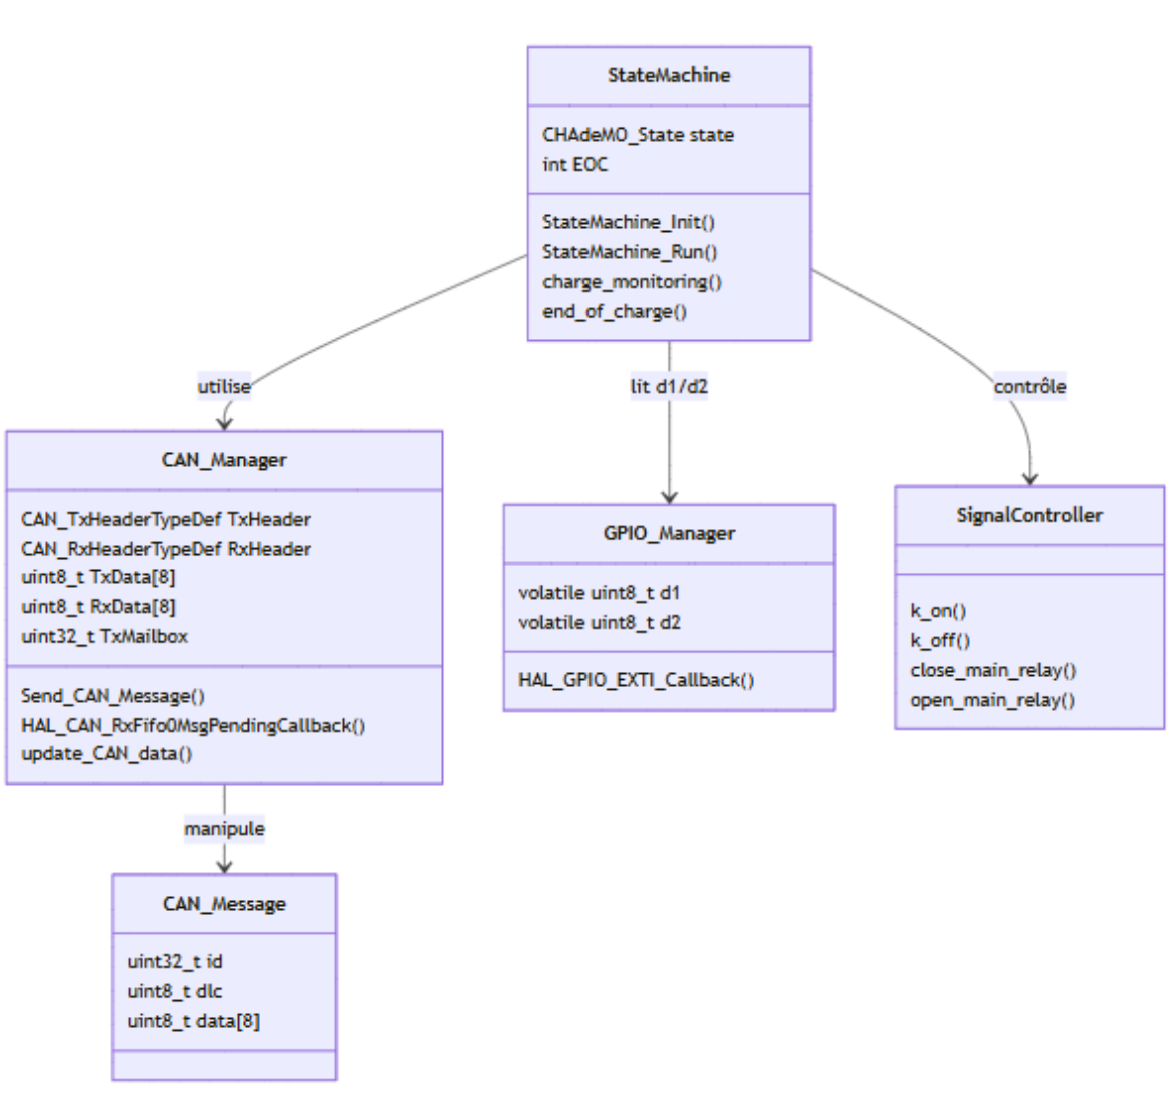 StateMachine
CHAdeMO_State state
int EOC
StateMachine_Init()
StateMachine_Run()
charge_monitoring()
end_of_charge()
utilise
lit d1/d2
contrôle
CAN_Manager
CAN_TxHeaderTypeDef TxHeader
CAN_RxHeaderTypeDef RxHeader
uint8_t TxData[8]
uint8_t RxData[8]
uint32_t TxMailbox
Send_CAN_Message()
HAL_CAN_RxFifo0MsgPendingCallback()
update_CAN_data()
GPIO_Manager
volatile uint8_t d1
volatile uint8_t d2
HAL_GPIO_EXTI_Callback()
SignalController
k_on()
k_off()
close_main_relay()
open_main_relay()
manipule
CAN_Message
uint32_t id
uint8_t dlc
uint8_t data[8]